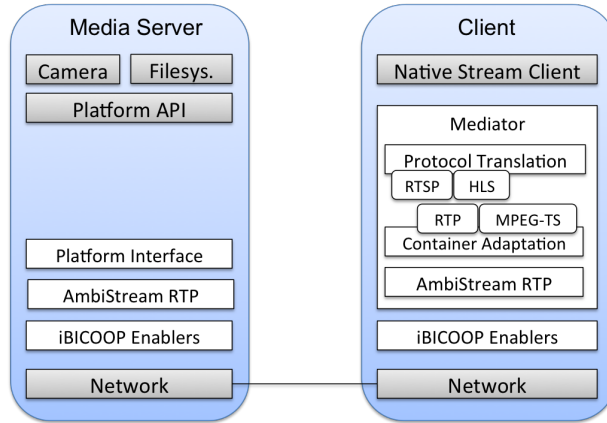 Media Server
Camera
Filesys.
Platform API
Platform Interface
AmbiStream RTP
iBICOOP Enablers
Network
Client
Native Stream Client
Mediator
Protocol Translation
RTSP
HLS
RTP
MPEG-TS
Container Adaptation
AmbiStream RTP
iBICOOP Enablers
Network